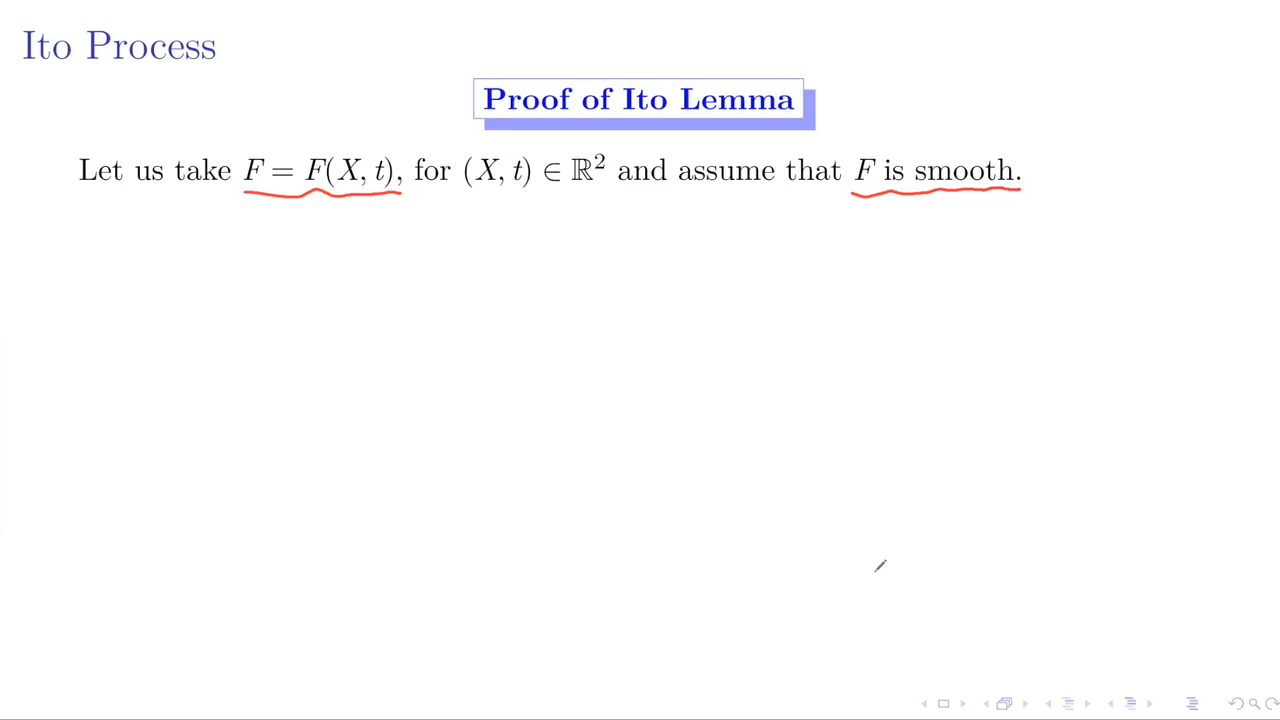 Ito Process
Proof of Ito Lemma
Let us take F = F(X, t), for (X, t) ∈ ℝ² and assume that F is smooth.